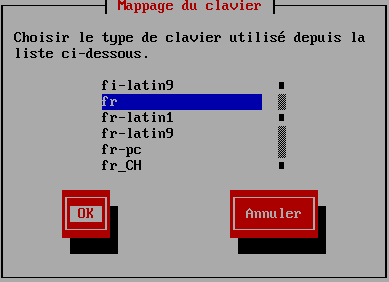 Mappage du clavier
Choisir le type de clavier utilisé depuis la
liste ci-dessous.
fi-latin9
fr
fr-latin1
fr-latin9
fr-pc
fr_CH
OK
Annuler